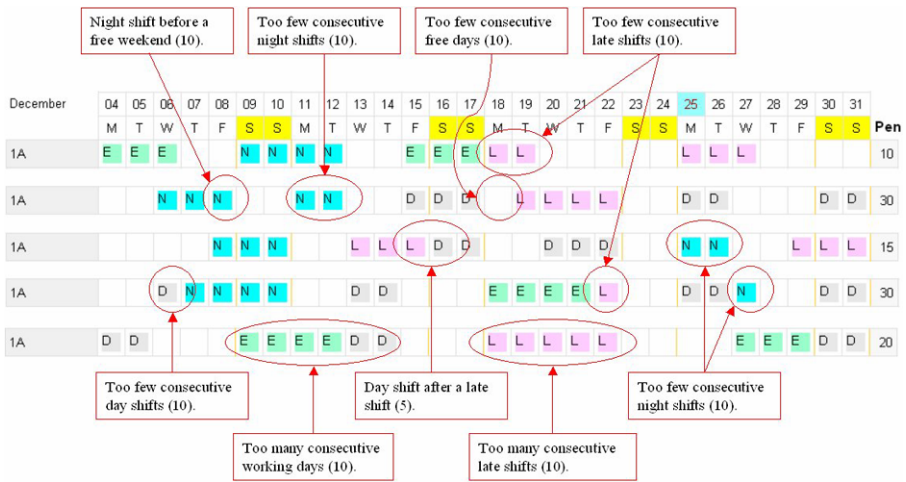 Night shift before a
free weekend (10).
Too few consecutive
night shifts (10).
Too few consecutive
free days (10).
Too few consecutive
late shifts (10).
December 04 05 06 07 08 09 10 11 12 13 14 15 16 17 18 19 20 21 22 23 24 25 26 27 28 29 30 31
M T W T F S S M T W T F S S M T W T F S S M T W T F S S Pen
1A E E E N N N N E E E L L L L L 10
1A N N N N N D D D L L L L D D D D 30
1A N N N L L L D D D D D N N L L L 15
1A D N N N N D D E E E E L D D N D D 30
1A D D E E E E D D L L L L L E E E D D 20
Too few consecutive
day shifts (10).
Day shift after a late
shift (5).
Too few consecutive
night shifts (10).
Too many consecutive
working days (10).
Too many consecutive
late shifts (10).